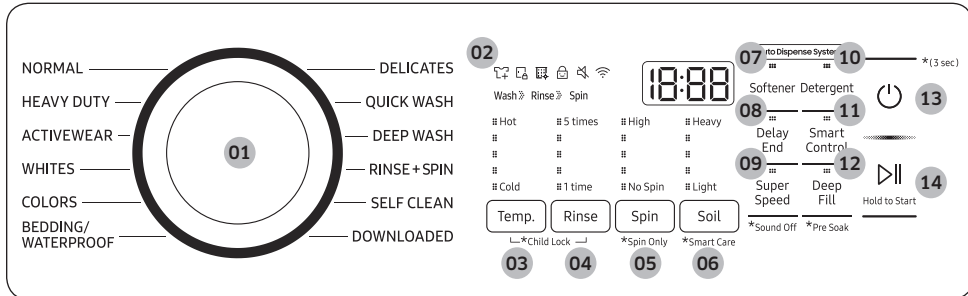 NORMAL
HEAVY DUTY
ACTIVEWEAR
WHITES
COLORS
BEDDING/
WATERPROOF
01
DELICATES
QUICK WASH
DEEP WASH
RINSE+SPIN
SELF CLEAN
DOWNLOADED
02
18:88
Wash Rinse Spin
Hot 5 times High Heavy
Cold 1 time No Spin Light
Temp. Rinse Spin Soil
*Child Lock *Spin Only *Smart Care
03 04 05 06
07 10
Auto Dispense System
Softener Detergent
08 11
Delay
End
Smart
Control
09 12
Super
Speed
Deep
Fill
*Sound Off *Pre Soak
*(3 sec)
13
14
Hold to Start